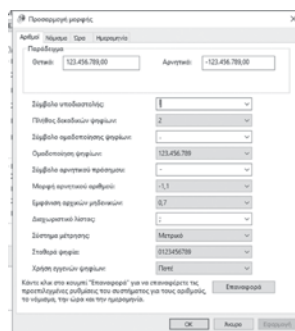 Προσαρμογή μορφής
Αριθμοί Νόμισμα Ώρα Ημερομηνία
Παράδειγμα
Θετικό: 123.456.789,00 Αρνητικό: -123.456.789,00
Σύμβολο υποδιαστολής:
Πλήθος δεκαδικών ψηφίων: 2
Σύμβολο ομαδοποίησης ψηφίων: .
Ομαδοποίηση ψηφίων: 123.456.789
Σύμβολο αρνητικού πρόσημου: -
Μορφή αρνητικού αριθμού: -1,1
Εμφάνιση αρχικών μηδενικών: 0,7
Διαχωριστικό λίστας: ;
Σύστημα μέτρησης: Μετρικό
Σταθερά ψηφία: 0123456789
Χρήση εγγενών ψηφίων: Ποτέ
Κάντε κλικ στο κουμπί "Επαναφορά" για να επαναφέρετε τις
προεπιλεγμένες ρυθμίσεις του συστήματος για τους αριθμούς,
το νόμισμα, την ώρα και την ημερομηνία.
Επαναφορά
OK Άκυρο Εφαρμογή